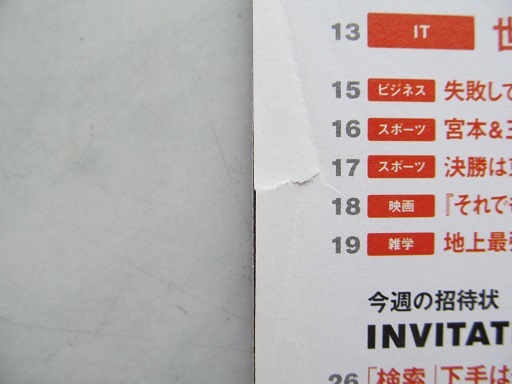 13 IT 世
15 ビジネス 失敗して
16 スポーツ 宮本&
17 スポーツ 決勝は
18 映画 『それで
19 雑学 地上最
今週の招待状
INVITAT
26 「検索」下手は